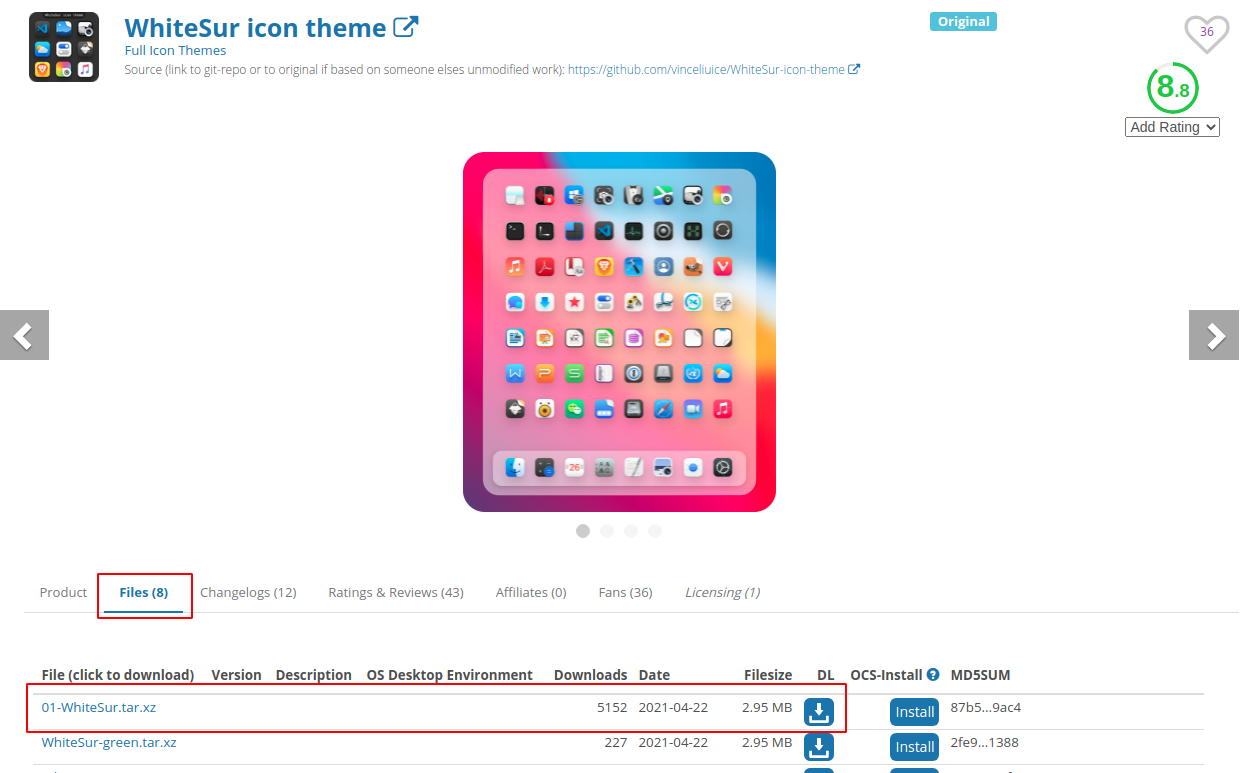 WhiteSur icon theme
Original
36
Full Icon Themes
Source (link to git-repo or to original if based on someone elses unmodified work): https://github.com/vinceliuice/WhiteSur-icon-theme
8.8
Add Rating
26
Product Files (8) Changelogs (12) Ratings & Reviews (43) Affiliates (0) Fans (36) Licensing (1)
File (click to download) Version Description OS Desktop Environment Downloads Date Filesize DL OCS-Install ? MD5SUM
01-WhiteSur.tar.xz 5152 2021-04-22 2.95 MB Install 87b5...9ac4
WhiteSur-green.tar.xz 227 2021-04-22 2.95 MB Install 2fe9...1388